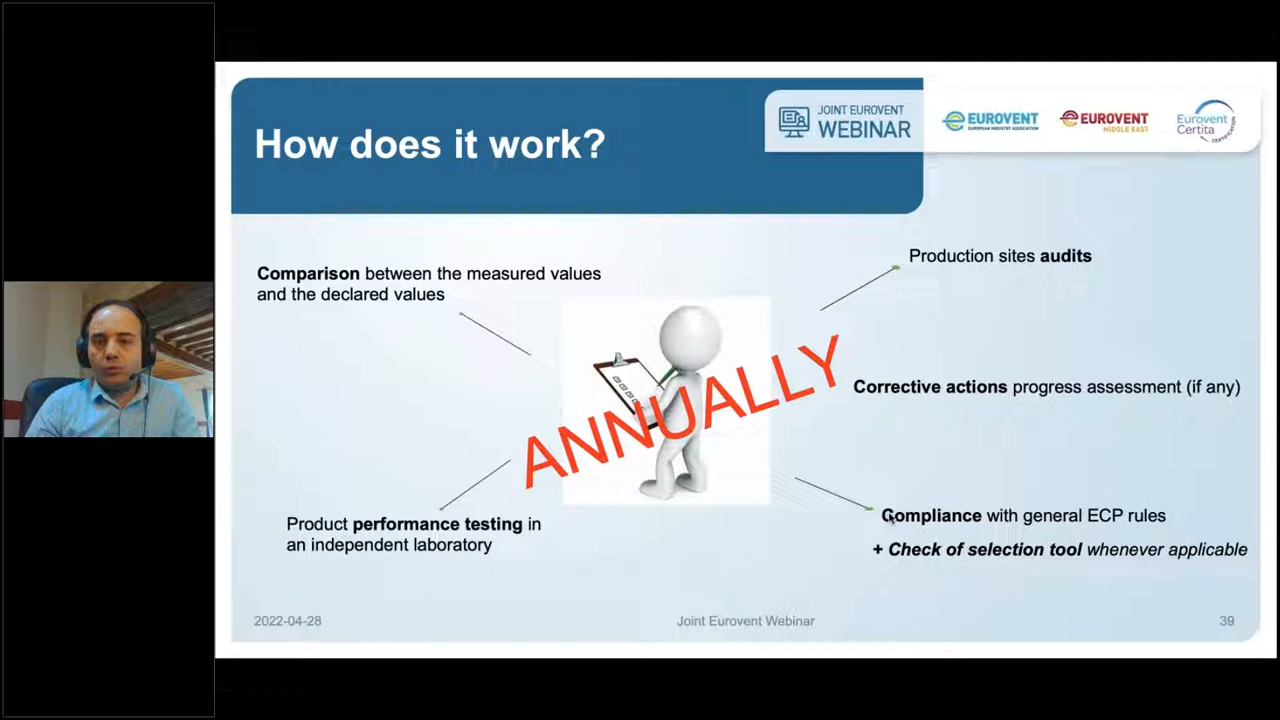 How does it work?
JOINT EUROVENT
WEBINAR
EUROVENT
EUROPEAN INDUSTRY ASSOCIATION
EUROVENT
MIDDLE EAST
Eurovent
Certita
CERTIFICATION
Comparison between the measured values
and the declared values
Production sites audits
ANNUALLY
Corrective actions progress assessment (if any)
Product performance testing in
an independent laboratory
Compliance with general ECP rules
+ Check of selection tool whenever applicable
2022-04-28
Joint Eurovent Webinar
39